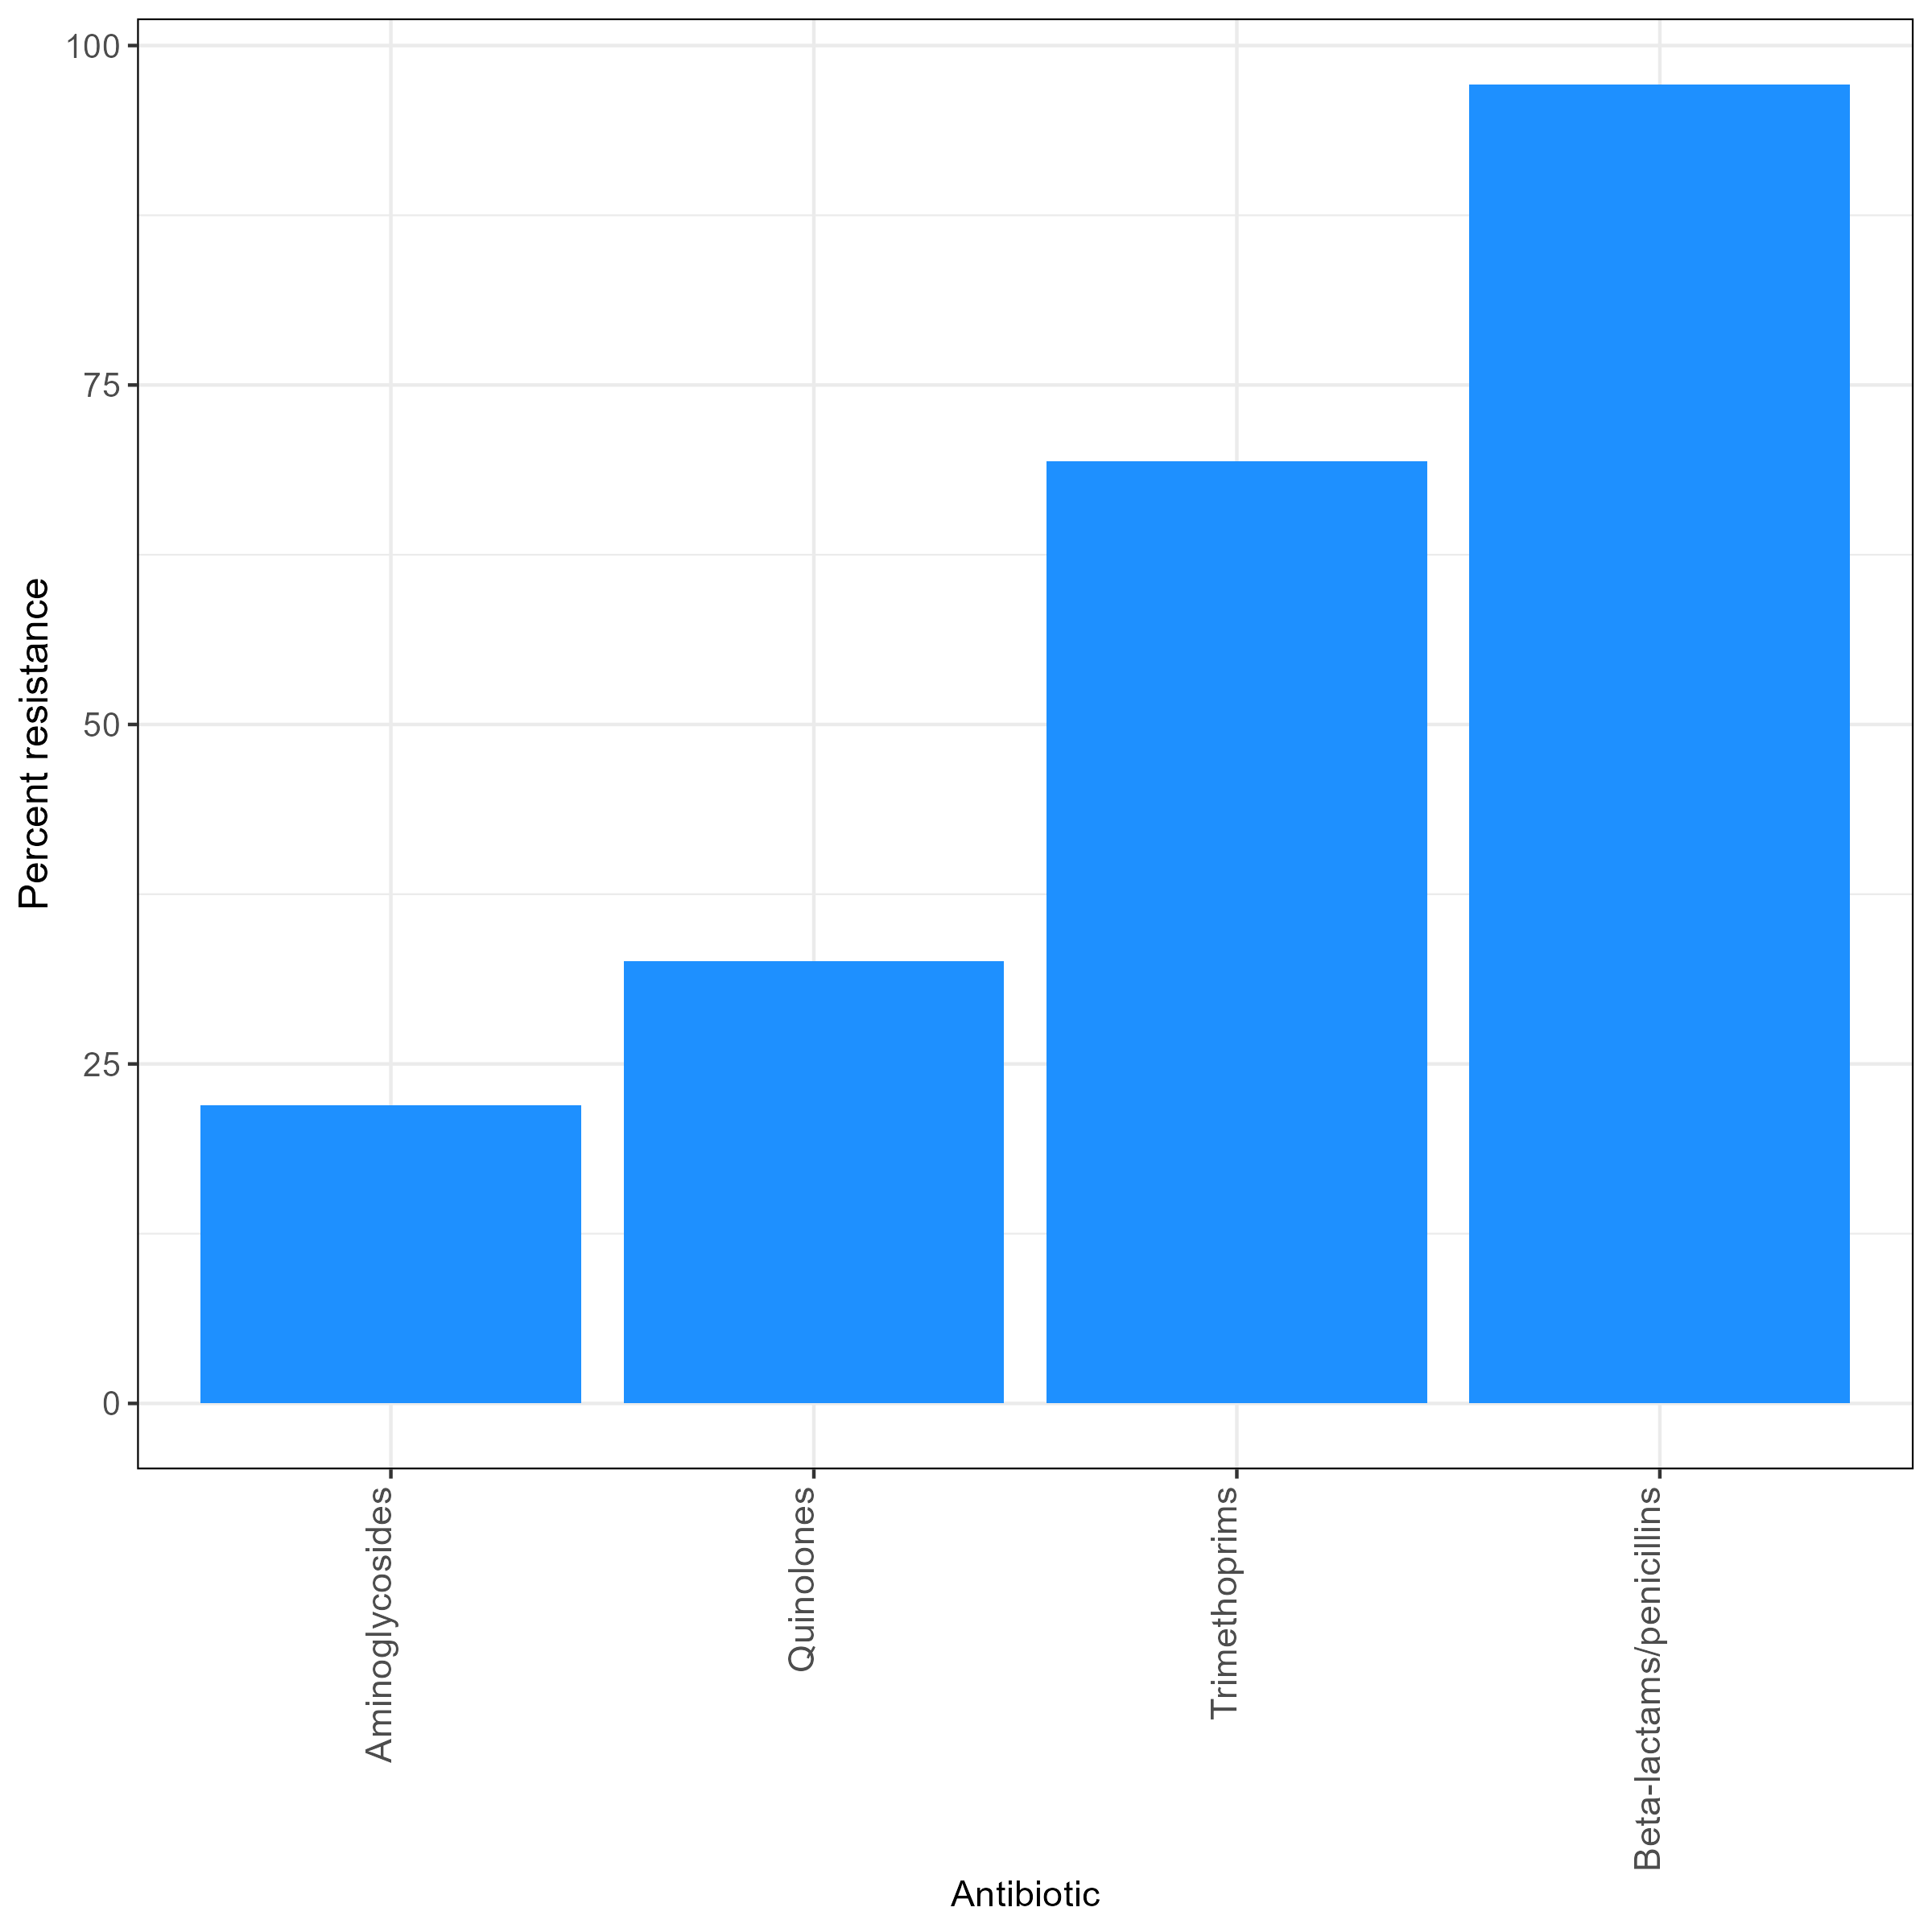 100
75
50
25
0
Percent resistance
Aminoglycosides
Quinolones
Trimethoprims
Beta-lactams/penicillins
Antibiotic